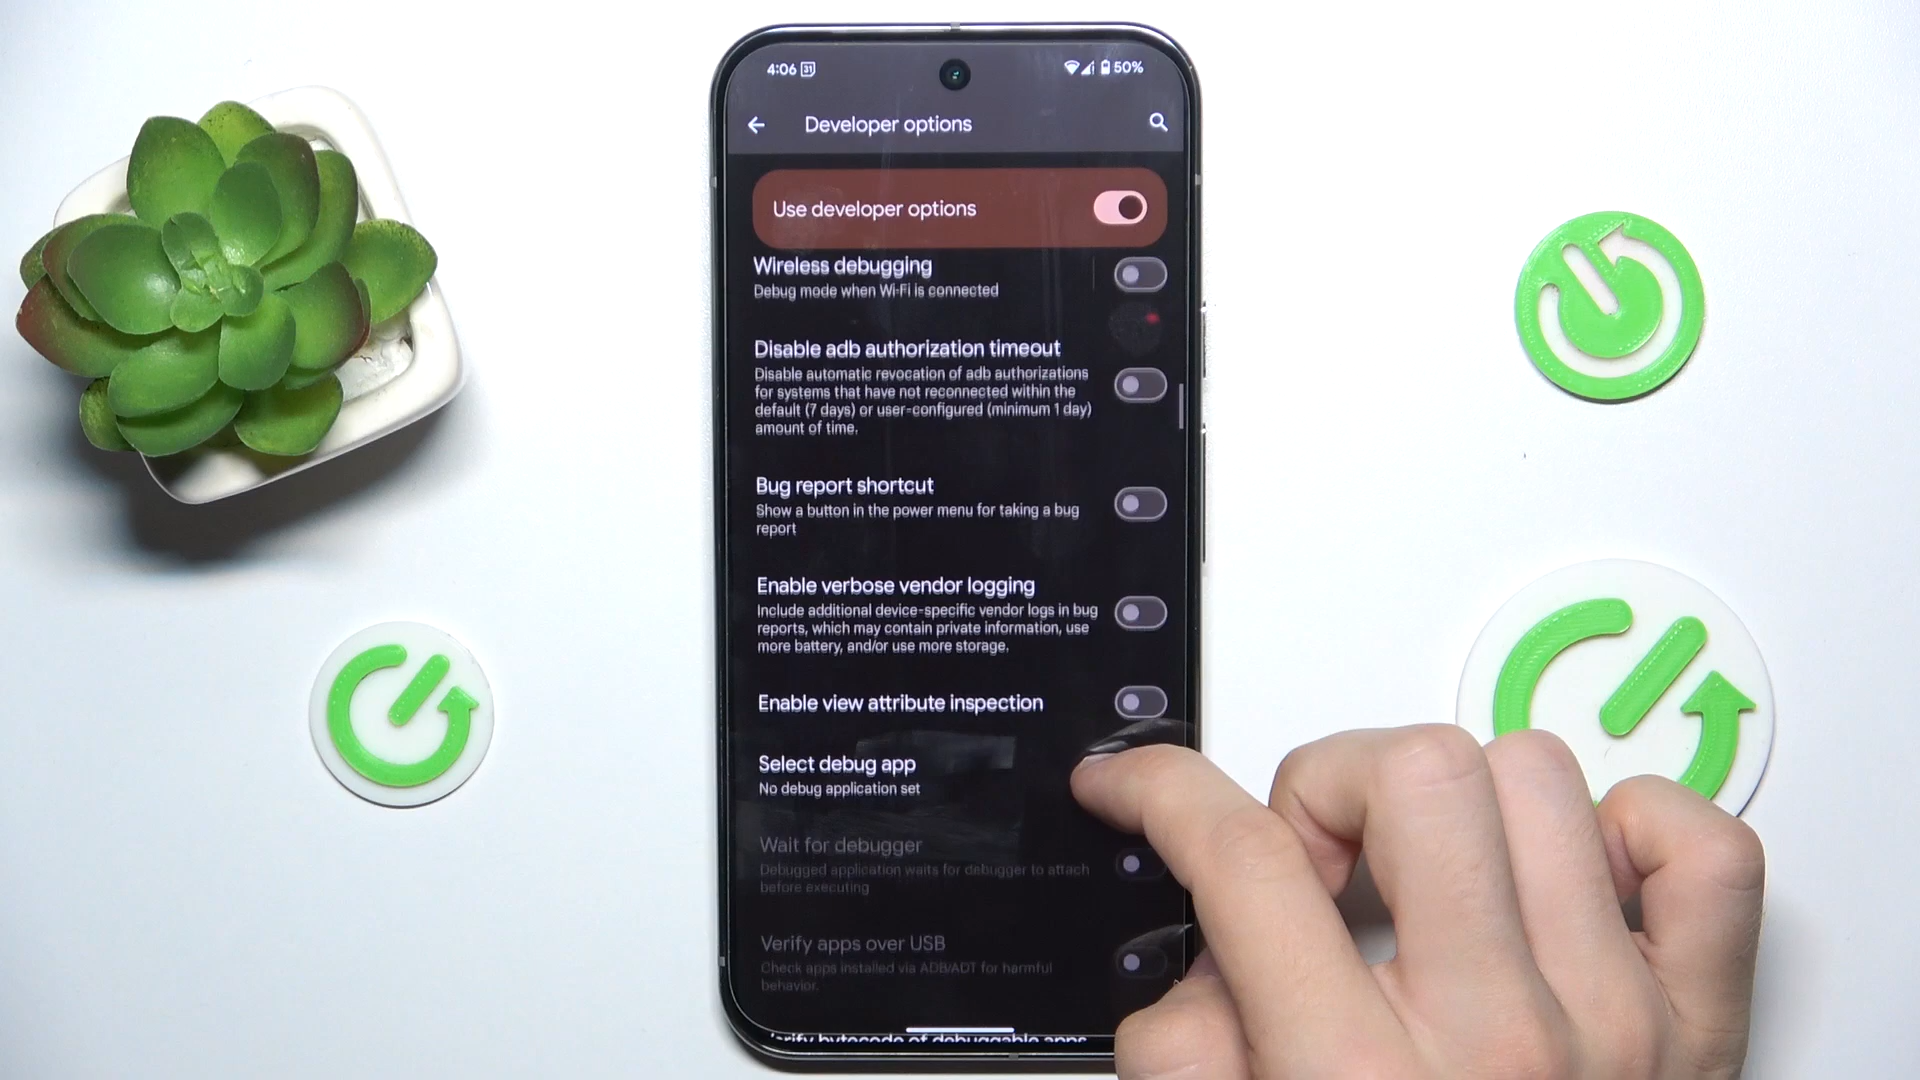 4:06 31 50%
Developer options
Use developer options
Wireless debugging
Debug mode when Wi-Fi is connected
Disable adb authorization timeout
Disable automatic revocation of adb authorizations
for systems that have not reconnected within the
default (7 days) or user-configured (minimum 1 day)
amount of time.
Bug report shortcut
Show a button in the power menu for taking a bug
report
Enable verbose vendor logging
Include additional device-specific vendor logs in bug
reports, which may contain private information, use
more battery, and/or use more storage.
Enable view attribute inspection
Select debug app
No debug application set
Wait for debugger
Debugged application waits for debugger to attach
before executing
Verify apps over USB
Check apps installed via ADB/ADT for harmful
behavior.
bytecode of debuggable apps